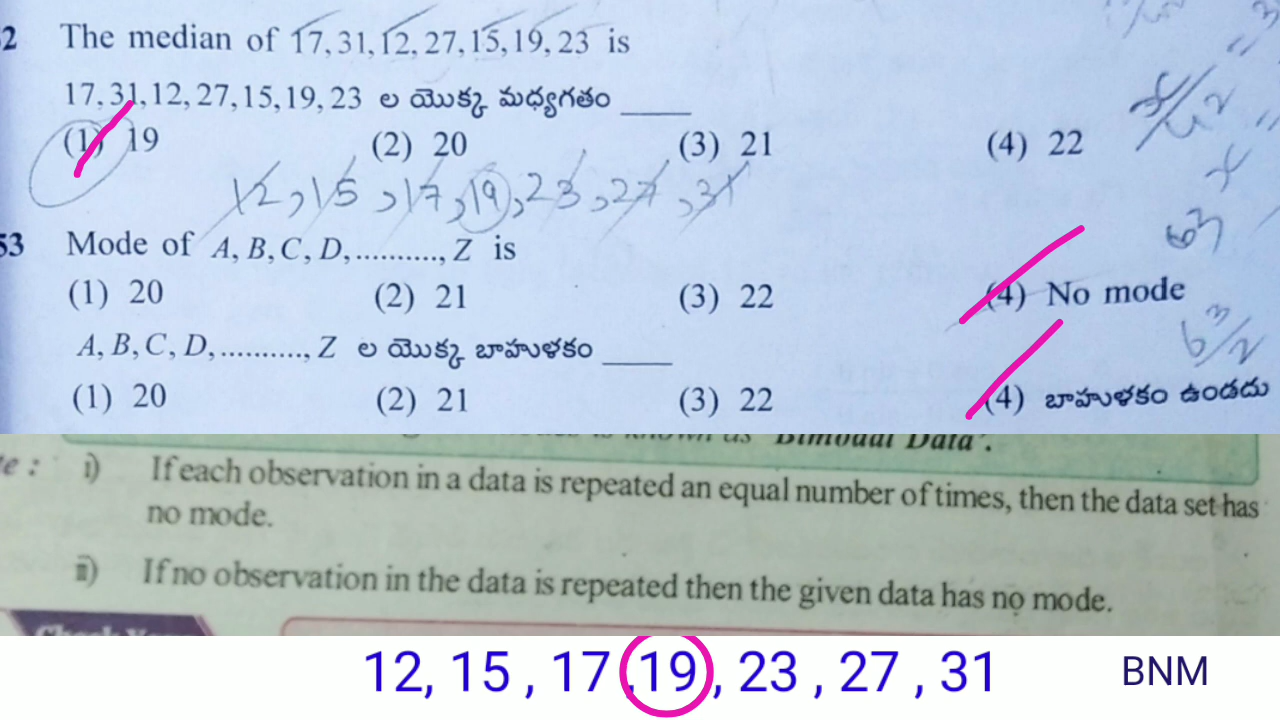 2 The median of 17, 31, 12, 27, 15, 19, 23 is
17, 31, 12, 27, 15, 19, 23 ల యొక్క మధ్యగతం _____
(1) 19 (2) 20 (3) 21 (4) 22
12, 15, 17, 19, 23, 27, 31
53 Mode of A, B, C, D, .........., Z is
(1) 20 (2) 21 (3) 22 (4) No mode
A, B, C, D, .........., Z ల యొక్క బాహుళకం _____
(1) 20 (2) 21 (3) 22 (4) బాహుళకం ఉండదు
is known as 'Bimodal Data'.
te : i) If each observation in a data is repeated an equal number of times, then the data set has
no mode.
ii) If no observation in the data is repeated then the given data has no mode.
12, 15 , 17 ,19 , 23 , 27 , 31 BNM